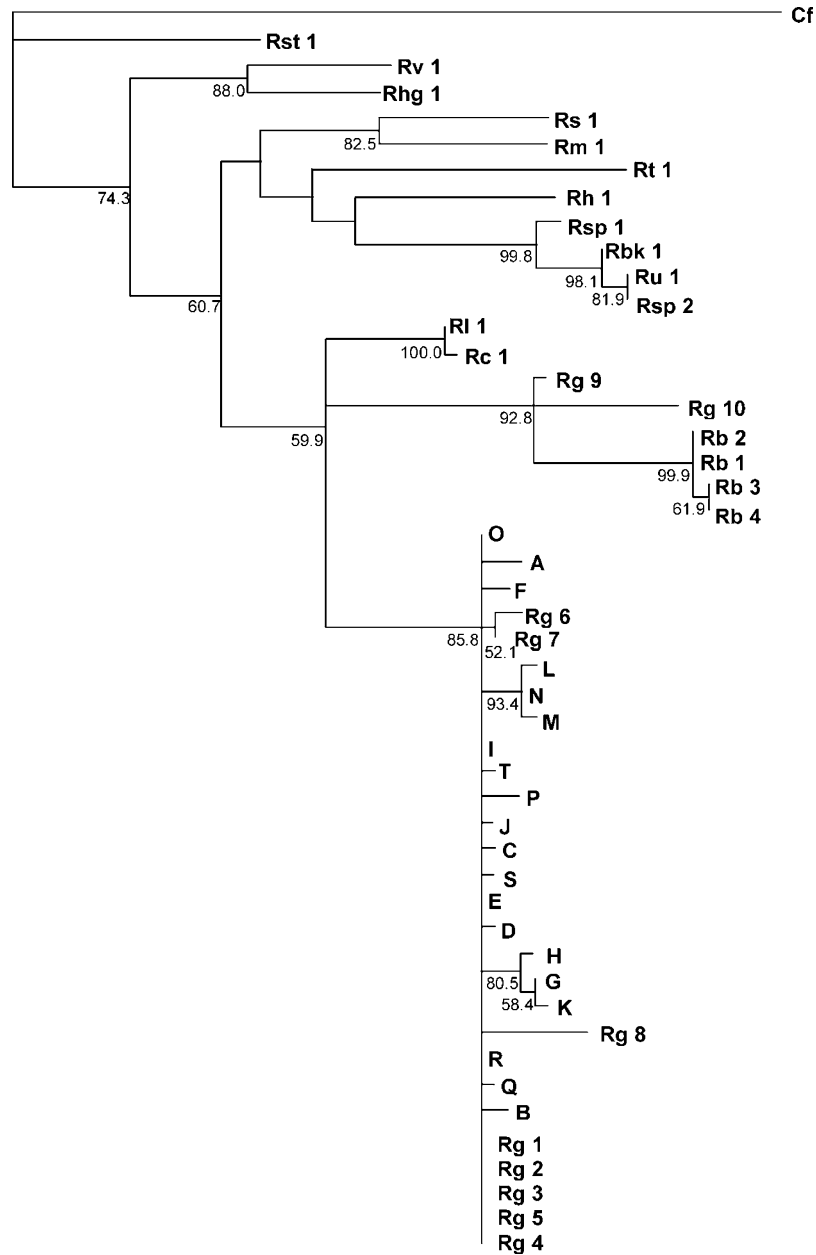 Cf
Rst 1
Rv 1
88.0
Rhg 1
Rs 1
82.5
Rm 1
Rt 1
74.3
Rh 1
Rsp 1
99.8
Rbk 1
98.1
Ru 1
81.9
Rsp 2
60.7
Rl 1
100.0
Rc 1
Rg 9
92.8
Rg 10
59.9
Rb 2
Rb 1
99.9
Rb 3
61.9
Rb 4
O
A
F
Rg 6
85.8
Rg 7
52.1
L
N
93.4
M
I
T
P
J
C
S
E
D
H
80.5
G
58.4
K
Rg 8
R
Q
B
Rg 1
Rg 2
Rg 3
Rg 5
Rg 4